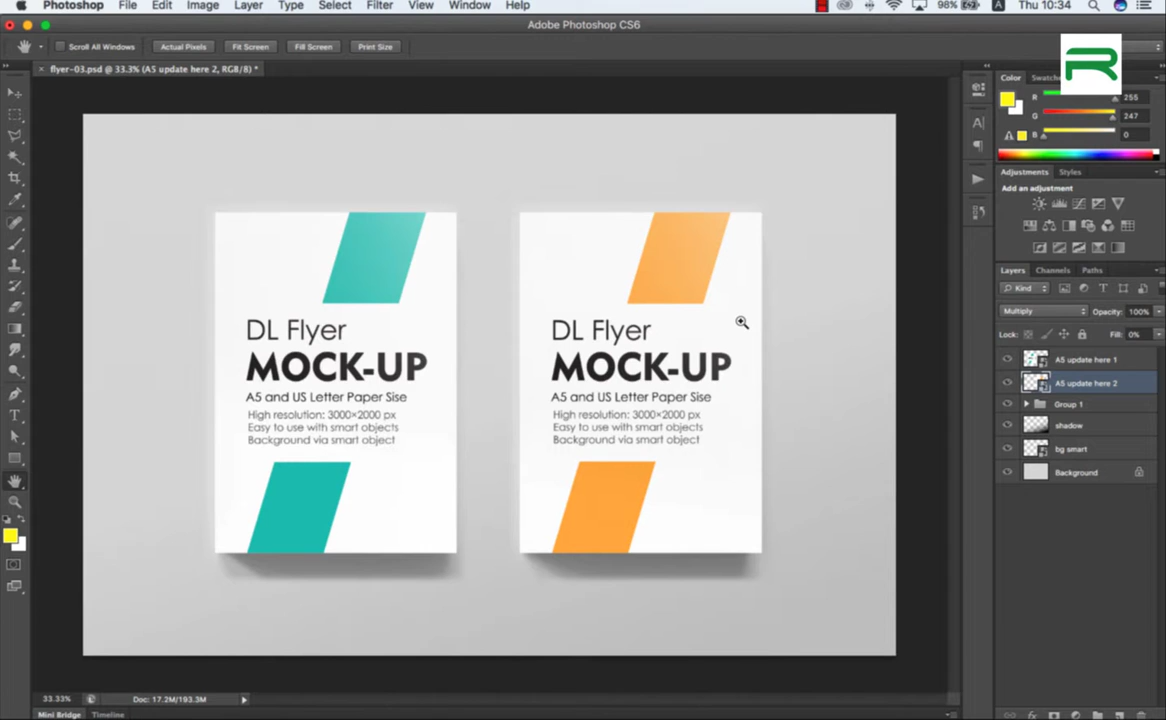 Photoshop File Edit Image Layer Type Select Filter View Window Help 98% A Thu 10:34
Adobe Photoshop CS6
Scroll All Windows Actual Pixels Fit Screen Fill Screen Print Size
flyer-03.psd @ 33.3% (A5 update here 2, RGB/8) *
DL Flyer
MOCK-UP
A5 and US Letter Paper Sise
High resolution: 3000×2000 px
Easy to use with smart objects
Background via smart object
DL Flyer
MOCK-UP
A5 and US Letter Paper Sise
High resolution: 3000×2000 px
Easy to use with smart objects
Background via smart object
R
Color Swatches
R 255
G 247
B 0
Adjustments Styles
Add an adjustment
Layers Channels Paths
Kind
Multiply Opacity: 100%
Lock: Fill: 0%
A5 update here 1
A5 update here 2
Group 1
shadow
bg smart
Background
33.33% Doc: 17.2M/193.3M
Mini Bridge Timeline